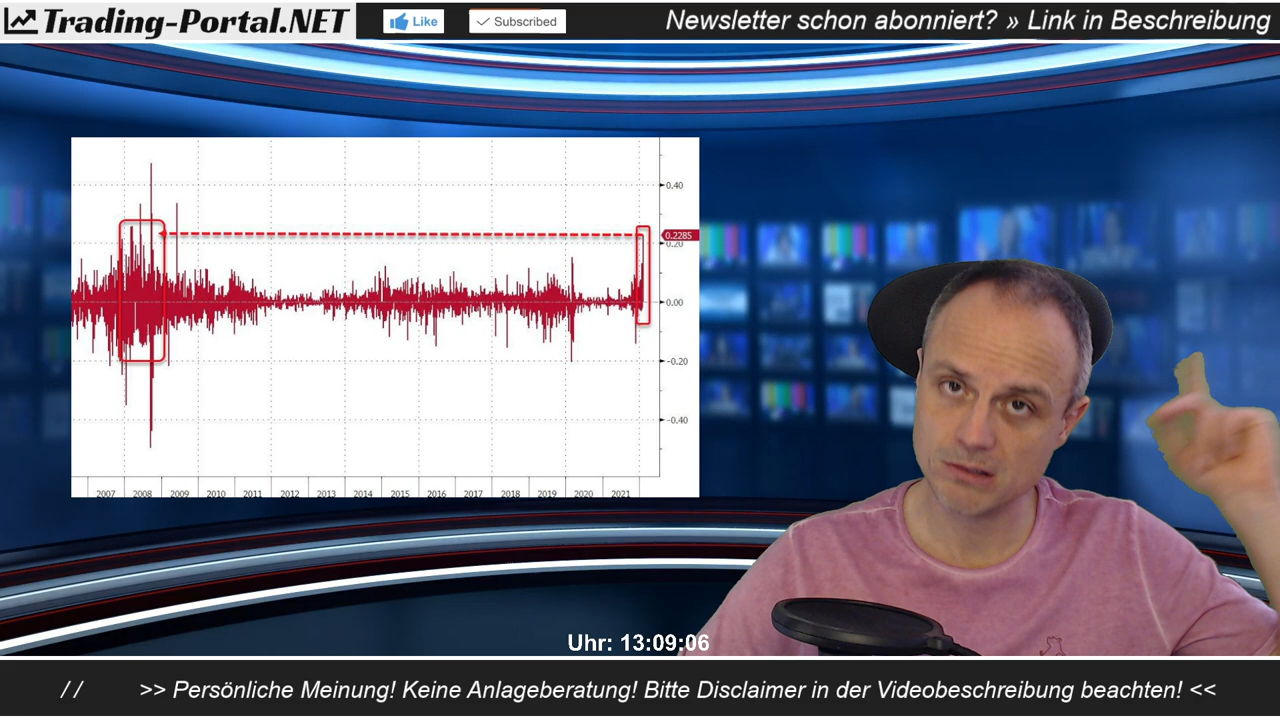 Trading-Portal.NET
Like
Subscribed
Newsletter schon abonniert? » Link in Beschreibung
0.40
0.2285
0.20
0.00
-0.20
-0.40
2007 2008 2009 2010 2011 2012 2013 2014 2015 2016 2017 2018 2019 2020 2021
Uhr: 13:09:06
// >> Persönliche Meinung! Keine Anlageberatung! Bitte Disclaimer in der Videobeschreibung beachten! <<